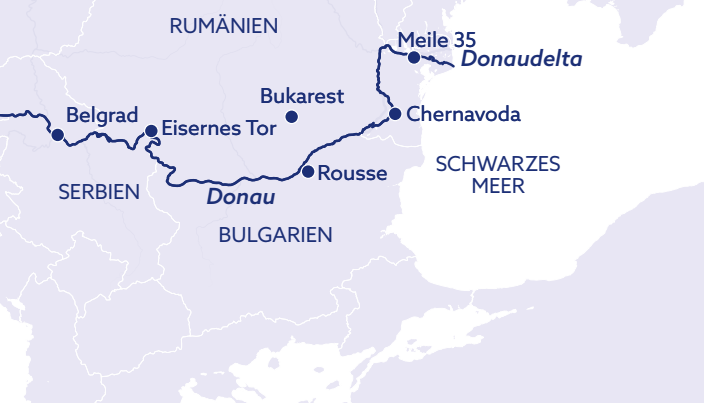 RUMÄNIEN
Meile 35
Donaudelta
Bukarest
Belgrad
Eisernes Tor
Chernavoda
SCHWARZES
MEER
Rousse
SERBIEN
Donau
BULGARIEN